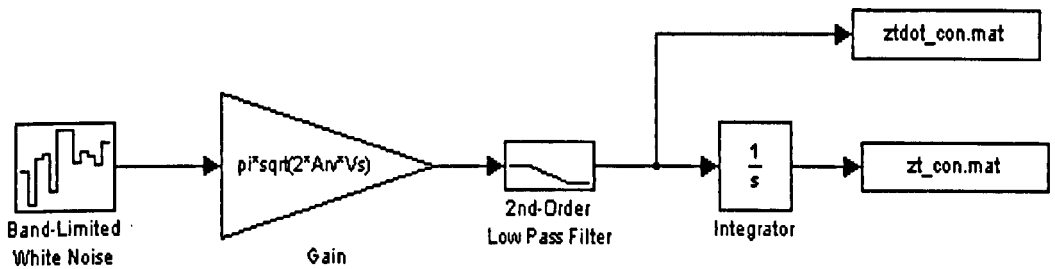 ztdot_con.mat
pi*sqrt(2*Arv*Vs)
1
s
zt_con.mat
Band-Limited
White Noise
Gain
2nd-Order
Low Pass Filter
Integrator